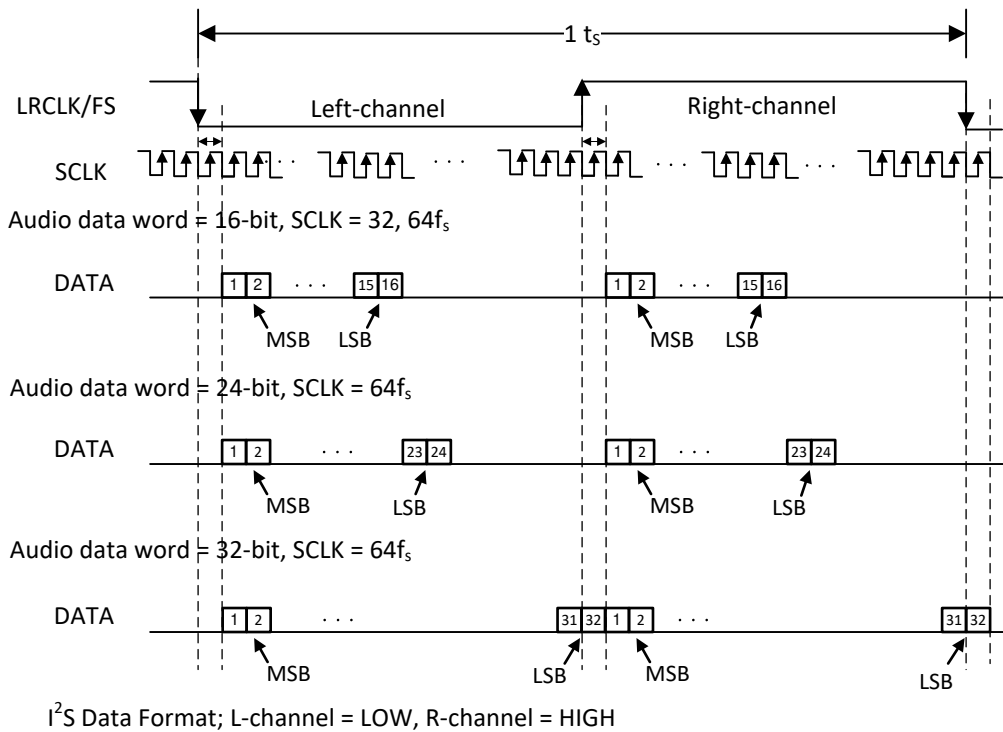 1 tS
LRCLK/FS Left-channel Right-channel
SCLK . . . . . . . . . . . .
Audio data word = 16-bit, SCLK = 32, 64fs
DATA 1 2 . . . 15 16 1 2 . . . 15 16
MSB LSB MSB LSB
Audio data word = 24-bit, SCLK = 64fs
DATA 1 2 . . . 23 24 1 2 . . . 23 24
MSB LSB MSB LSB
Audio data word = 32-bit, SCLK = 64fs
DATA 1 2 . . . 31 32 1 2 . . . 31 32
MSB LSB MSB LSB
I2S Data Format; L-channel = LOW, R-channel = HIGH